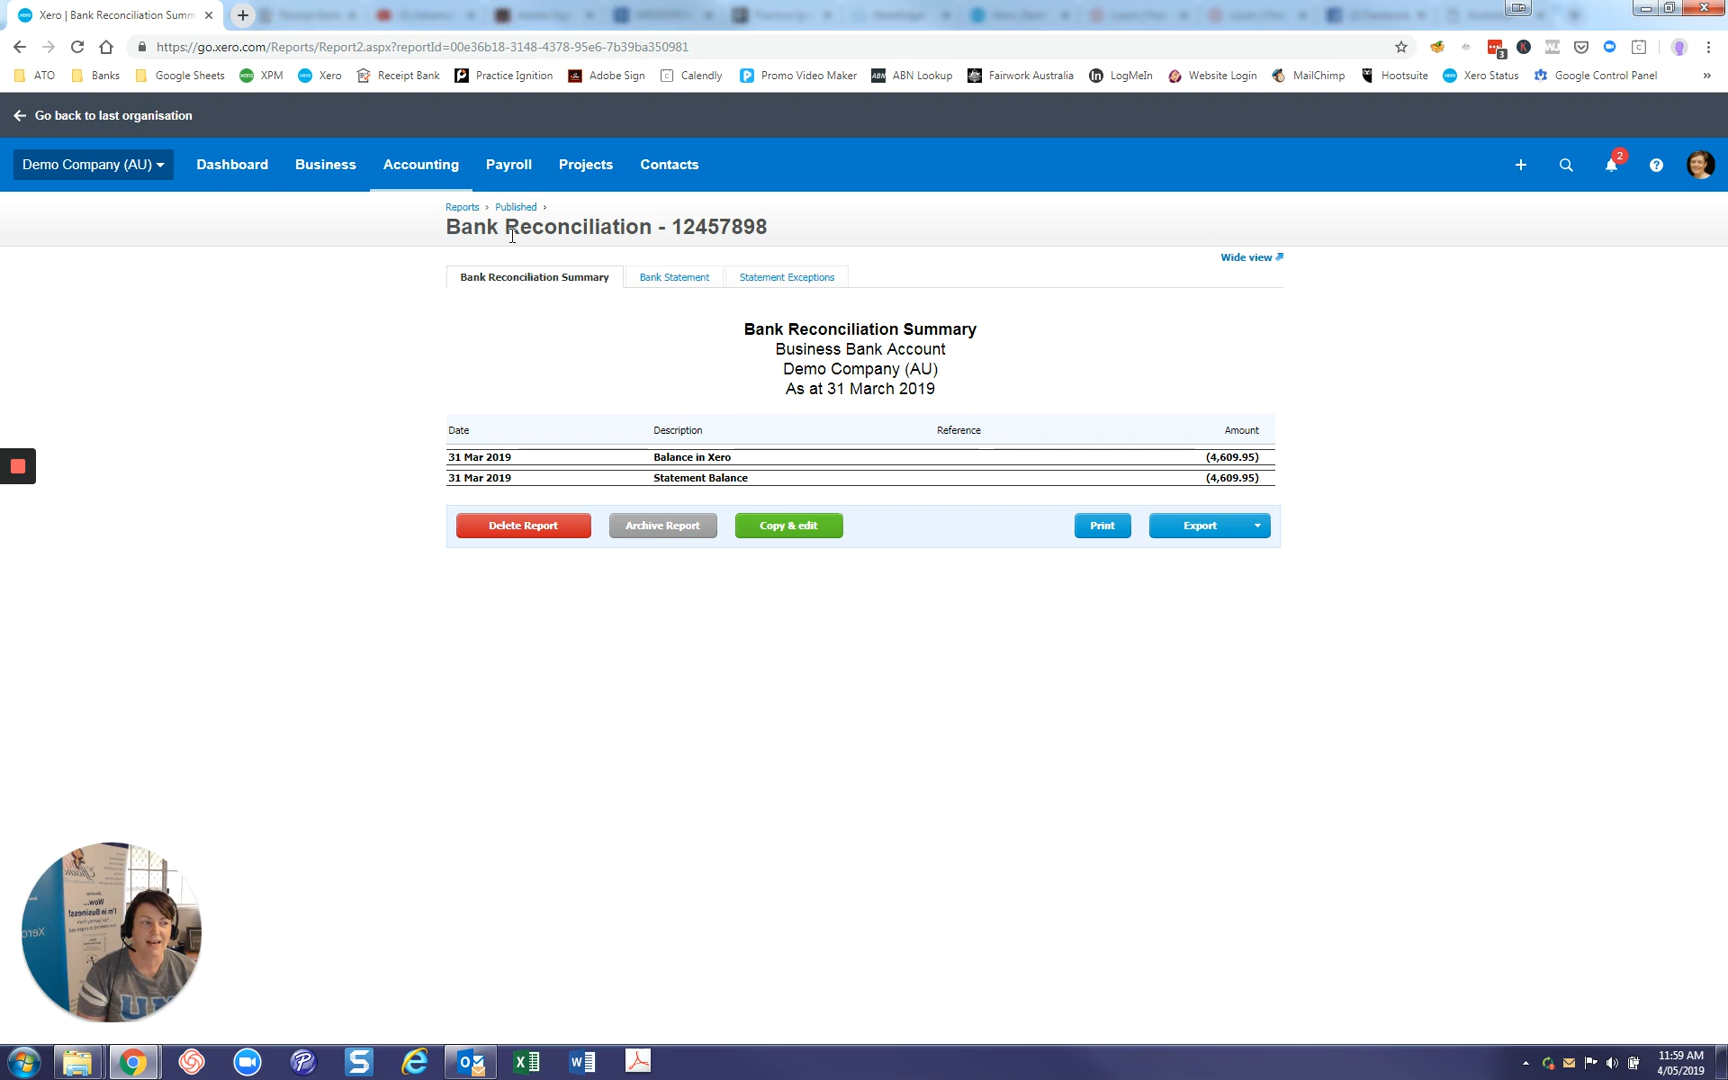 Xero | Bank Reconciliation Summ
https://go.xero.com/Reports/Report2.aspx?reportId=00e36b18-3148-4378-95e6-7b39ba350981
3
ATO Banks Google Sheets XPM Xero Receipt Bank Practice Ignition Adobe Sign Calendly Promo Video Maker ABN Lookup Fairwork Australia LogMeIn Website Login MailChimp Hootsuite Xero Status Google Control Panel »
Go back to last organisation
Demo Company (AU) Dashboard Business Accounting Payroll Projects Contacts 2
Reports › Published ›
Bank Reconciliation - 12457898
Wide view
Bank Reconciliation Summary Bank Statement Statement Exceptions
Bank Reconciliation Summary
Business Bank Account
Demo Company (AU)
As at 31 March 2019
Date Description Reference Amount
31 Mar 2019 Balance in Xero (4,609.95)
31 Mar 2019 Statement Balance (4,609.95)
Delete Report Archive Report Copy & edit Print Export
Wow...
I'm in Business!
Xero
11:59 AM
4/05/2019